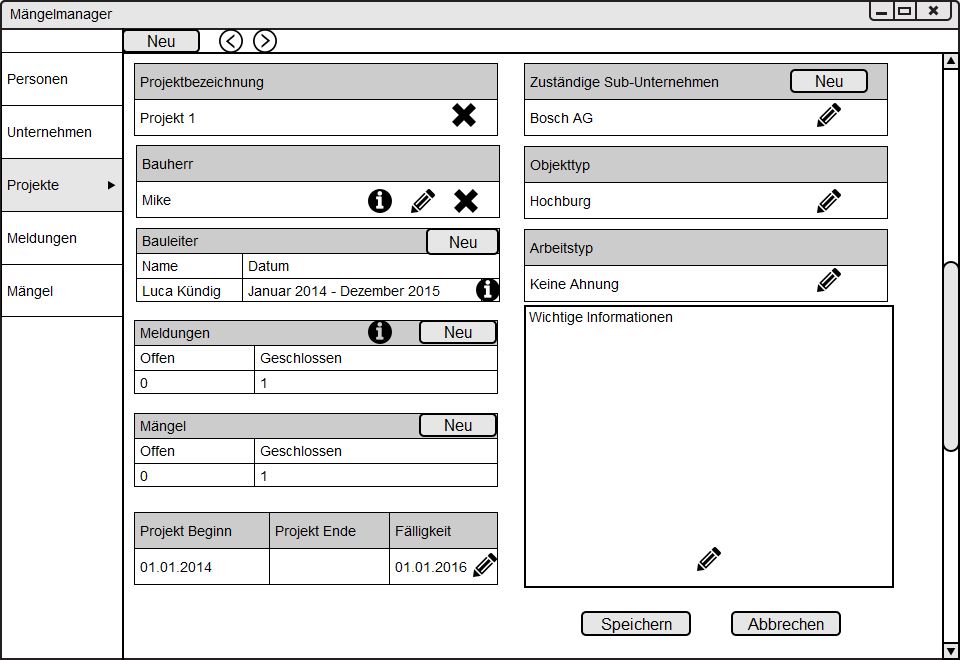 Mängelmanager
Neu
Personen
Unternehmen
Projekte
Meldungen
Mängel
Projektbezeichnung
Projekt 1
Bauherr
Mike
Bauleiter Neu
Name Datum
Luca Kündig Januar 2014 - Dezember 2015
Meldungen Neu
Offen Geschlossen
0 1
Mängel Neu
Offen Geschlossen
0 1
Projekt Beginn Projekt Ende Fälligkeit
01.01.2014 01.01.2016
Zuständige Sub-Unternehmen Neu
Bosch AG
Objekttyp
Hochburg
Arbeitstyp
Keine Ahnung
Wichtige Informationen
Speichern Abbrechen